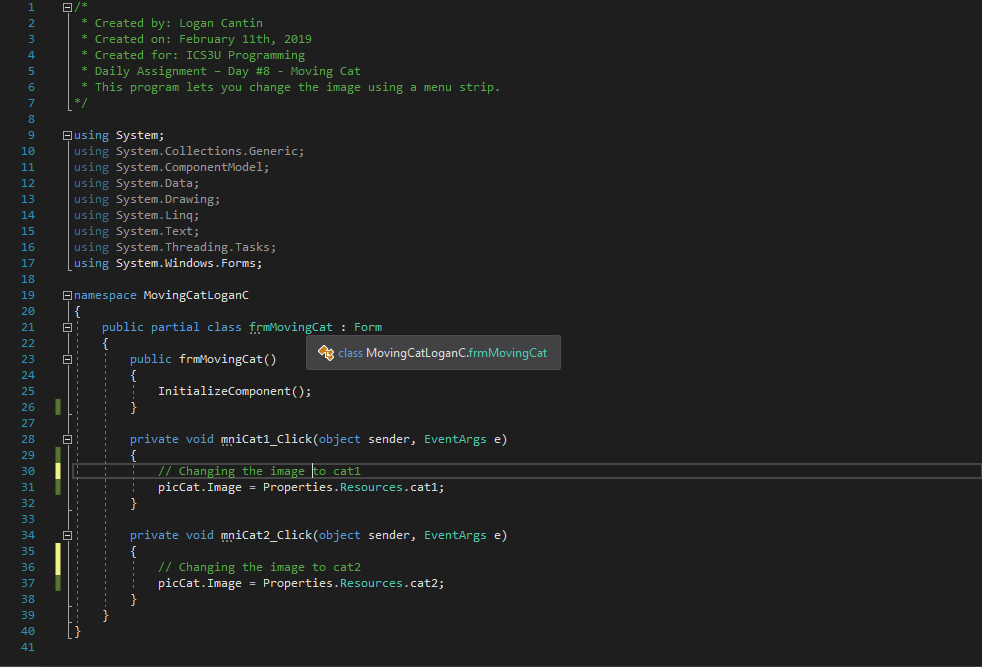 1 /*
2  * Created by: Logan Cantin
3  * Created on: February 11th, 2019
4  * Created for: ICS3U Programming
5  * Daily Assignment – Day #8 - Moving Cat
6  * This program lets you change the image using a menu strip.
7 */
8
9 using System;
10 using System.Collections.Generic;
11 using System.ComponentModel;
12 using System.Data;
13 using System.Drawing;
14 using System.Linq;
15 using System.Text;
16 using System.Threading.Tasks;
17 using System.Windows.Forms;
18
19 namespace MovingCatLoganC
20 {
21     public partial class frmMovingCat : Form
22     {
class MovingCatLoganC.frmMovingCat
23         public frmMovingCat()
24         {
25             InitializeComponent();
26         }
27
28         private void mniCat1_Click(object sender, EventArgs e)
29         {
30             // Changing the image to cat1
31             picCat.Image = Properties.Resources.cat1;
32         }
33
34         private void mniCat2_Click(object sender, EventArgs e)
35         {
36             // Changing the image to cat2
37             picCat.Image = Properties.Resources.cat2;
38         }
39     }
40 }
41